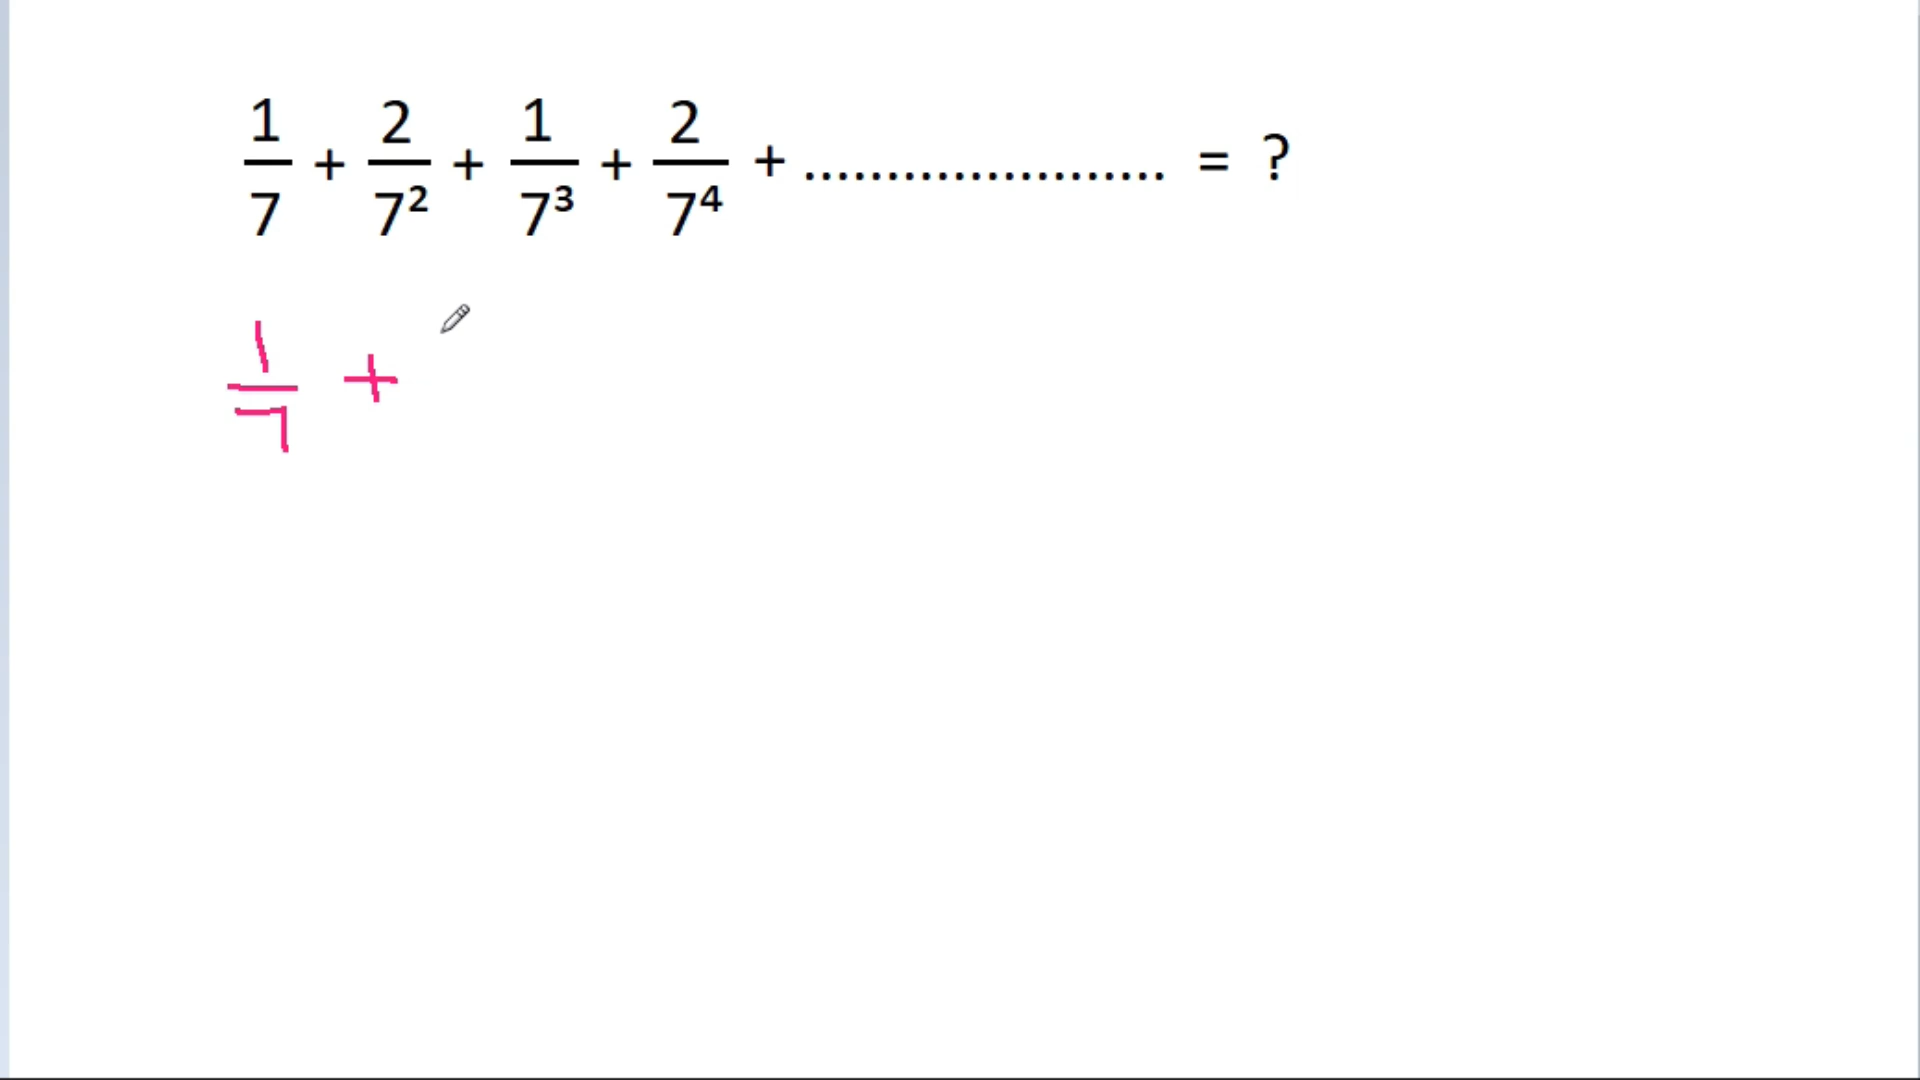 1/7 + 2/7² + 1/7³ + 2/7⁴ + ...................... = ?
1/7 +